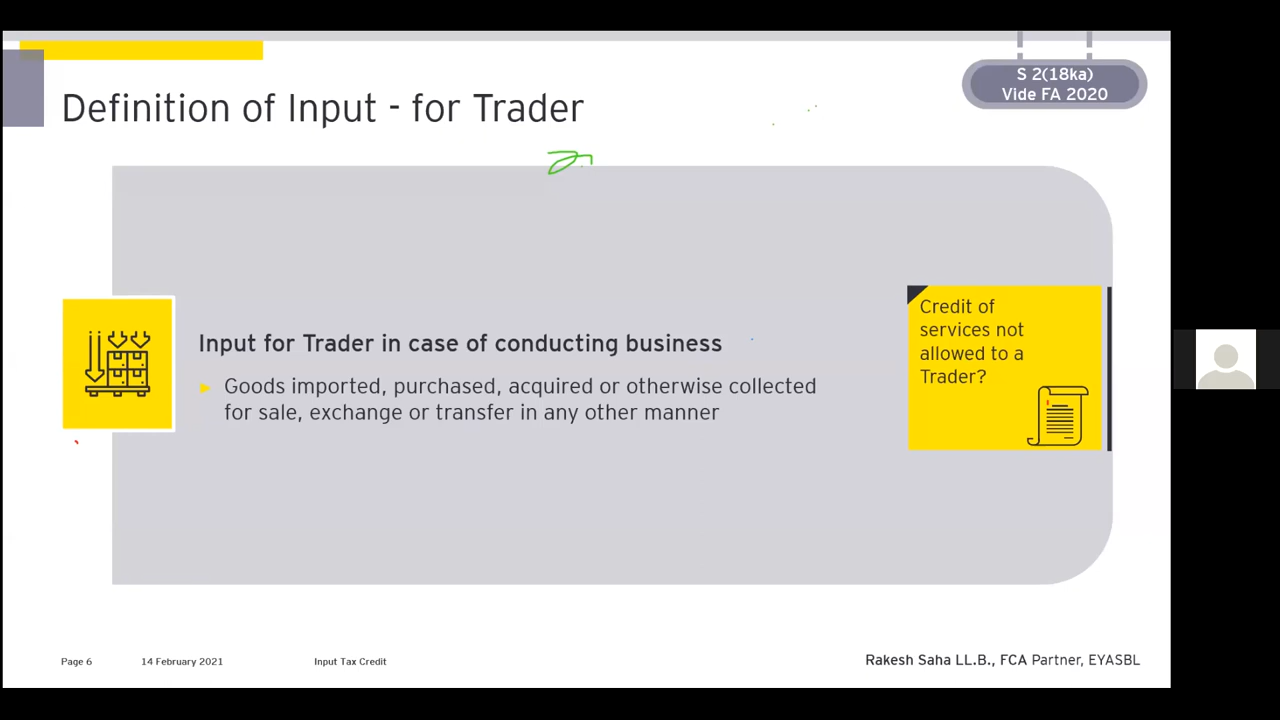 S 2(18ka)
Vide FA 2020
Definition of Input - for Trader
Input for Trader in case of conducting business
Goods imported, purchased, acquired or otherwise collected
for sale, exchange or transfer in any other manner
Credit of
services not
allowed to a
Trader?
Page 6
14 February 2021
Input Tax Credit
Rakesh Saha LL.B., FCA Partner, EYASBL